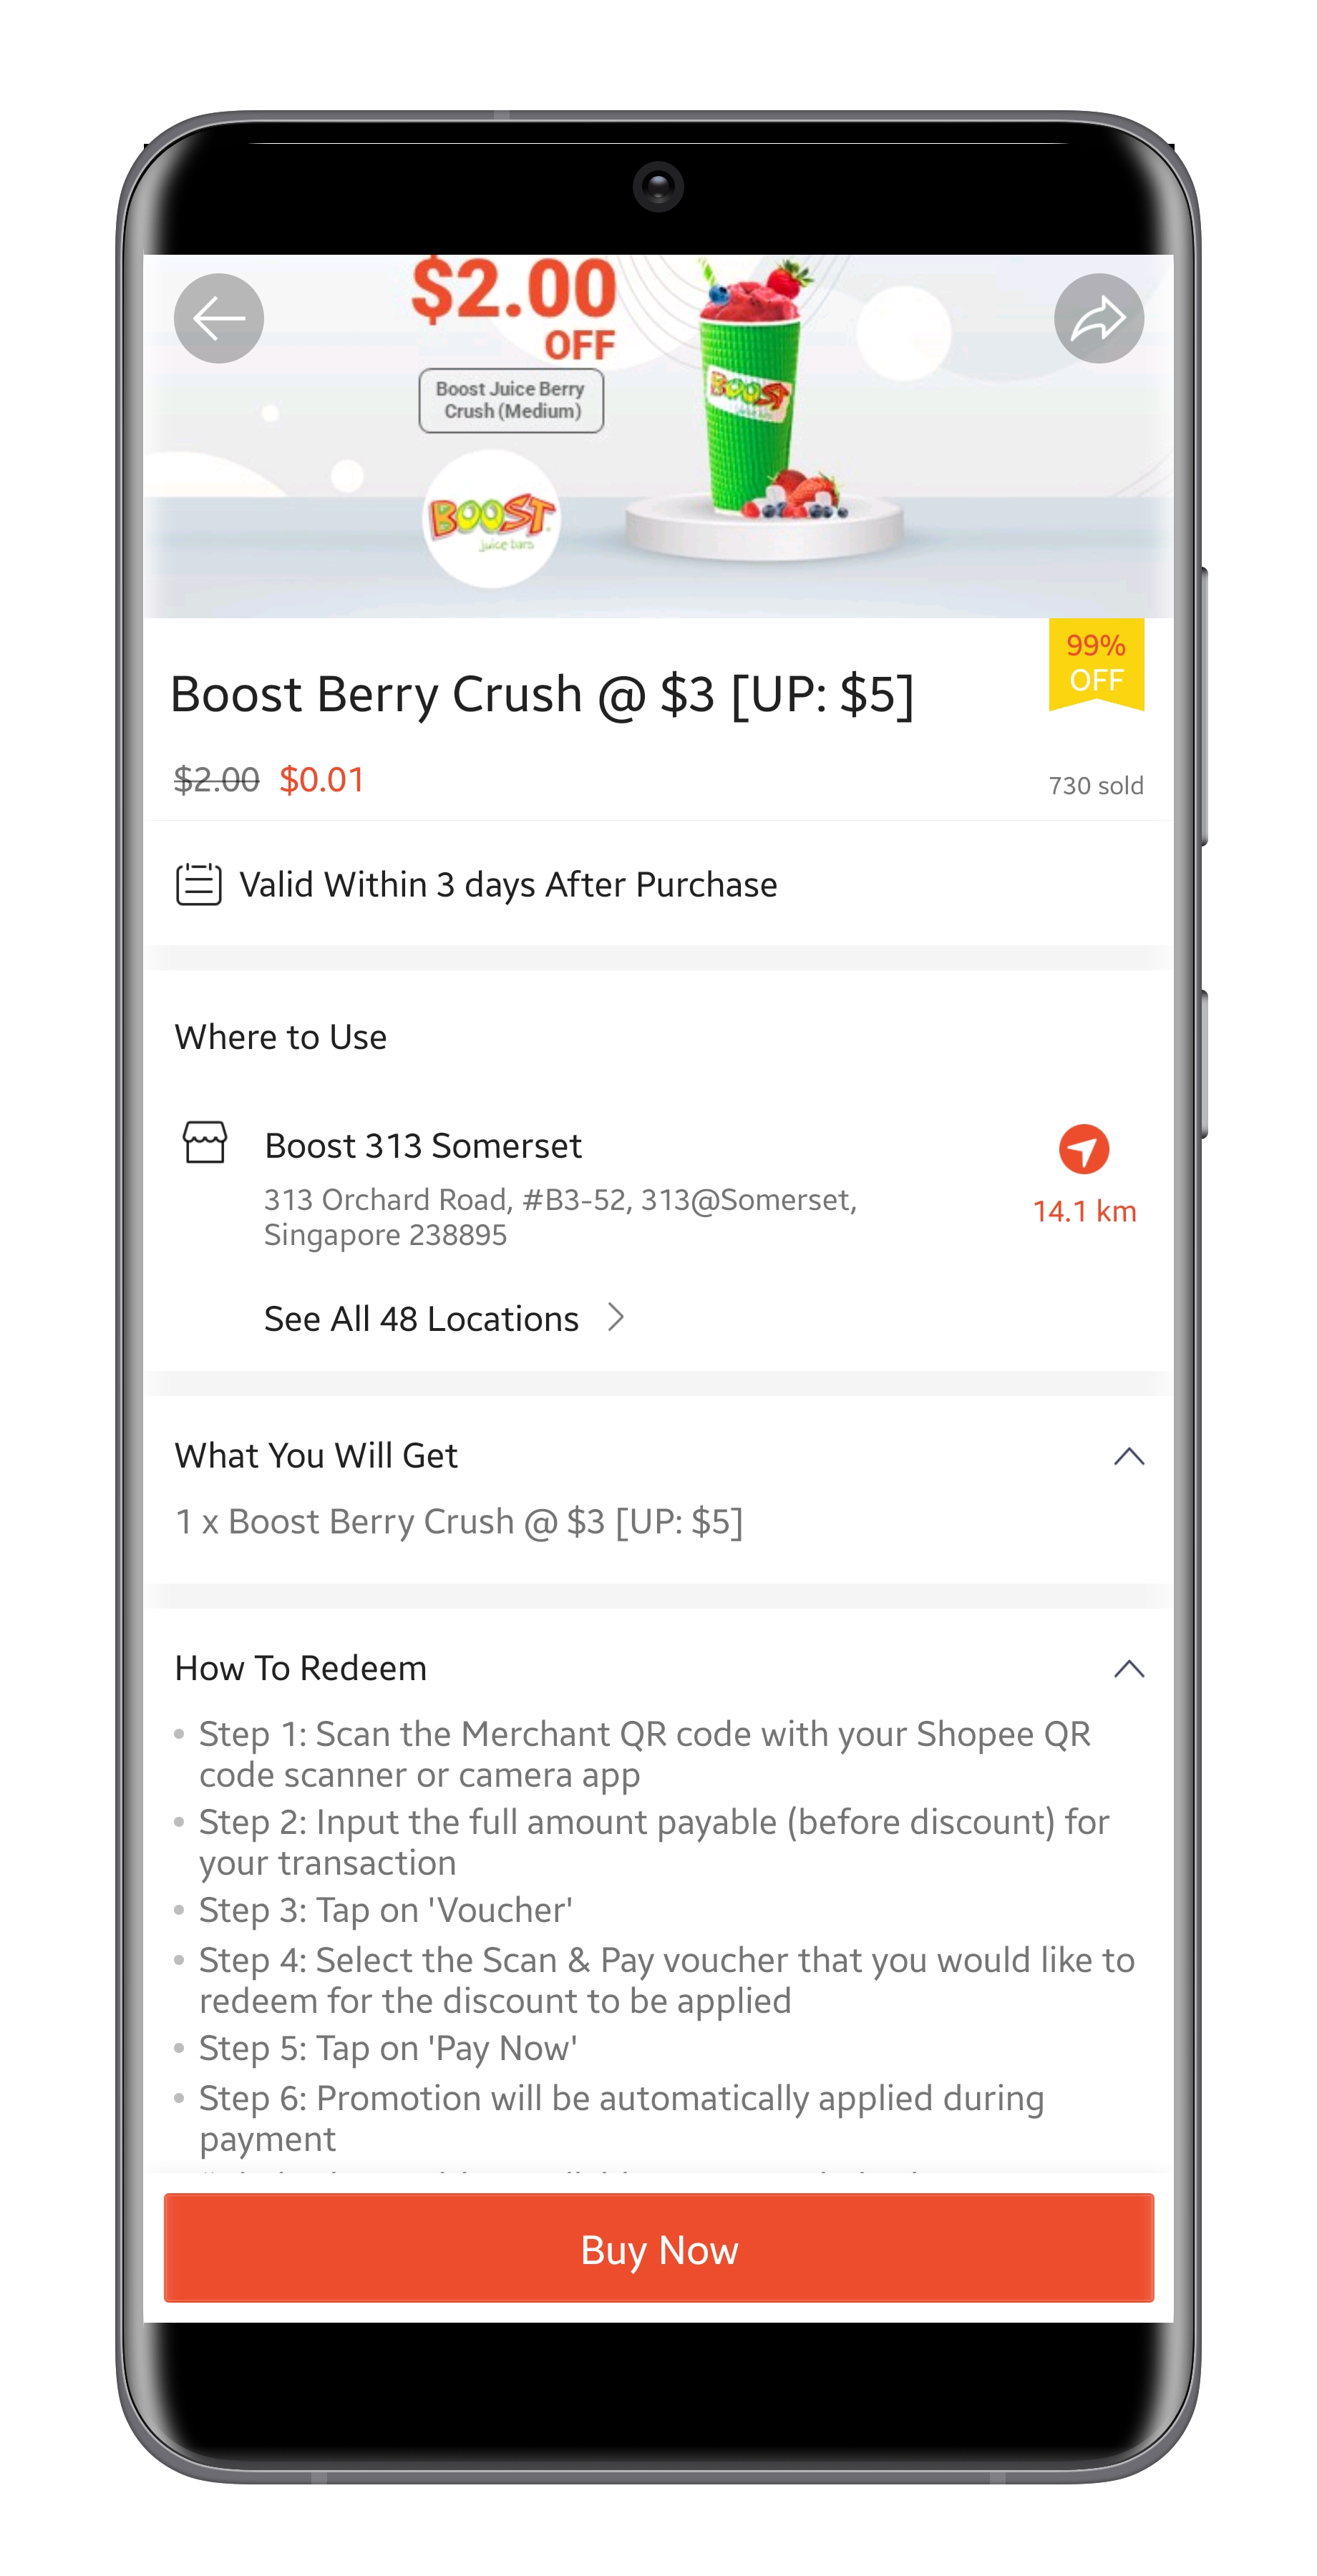 $2.00
OFF
Boost Juice Berry
Crush (Medium)
BOOST
BOOST
juice bars
99%
OFF
Boost Berry Crush @ $3 [UP: $5]
$2.00 $0.01
730 sold
Valid Within 3 days After Purchase
Where to Use
Boost 313 Somerset
313 Orchard Road, #B3-52, 313@Somerset,
Singapore 238895
14.1 km
See All 48 Locations
What You Will Get
1 x Boost Berry Crush @ $3 [UP: $5]
How To Redeem
Step 1: Scan the Merchant QR code with your Shopee QR
code scanner or camera app
Step 2: Input the full amount payable (before discount) for
your transaction
Step 3: Tap on 'Voucher'
Step 4: Select the Scan & Pay voucher that you would like to
redeem for the discount to be applied
Step 5: Tap on 'Pay Now'
Step 6: Promotion will be automatically applied during
payment
Buy Now